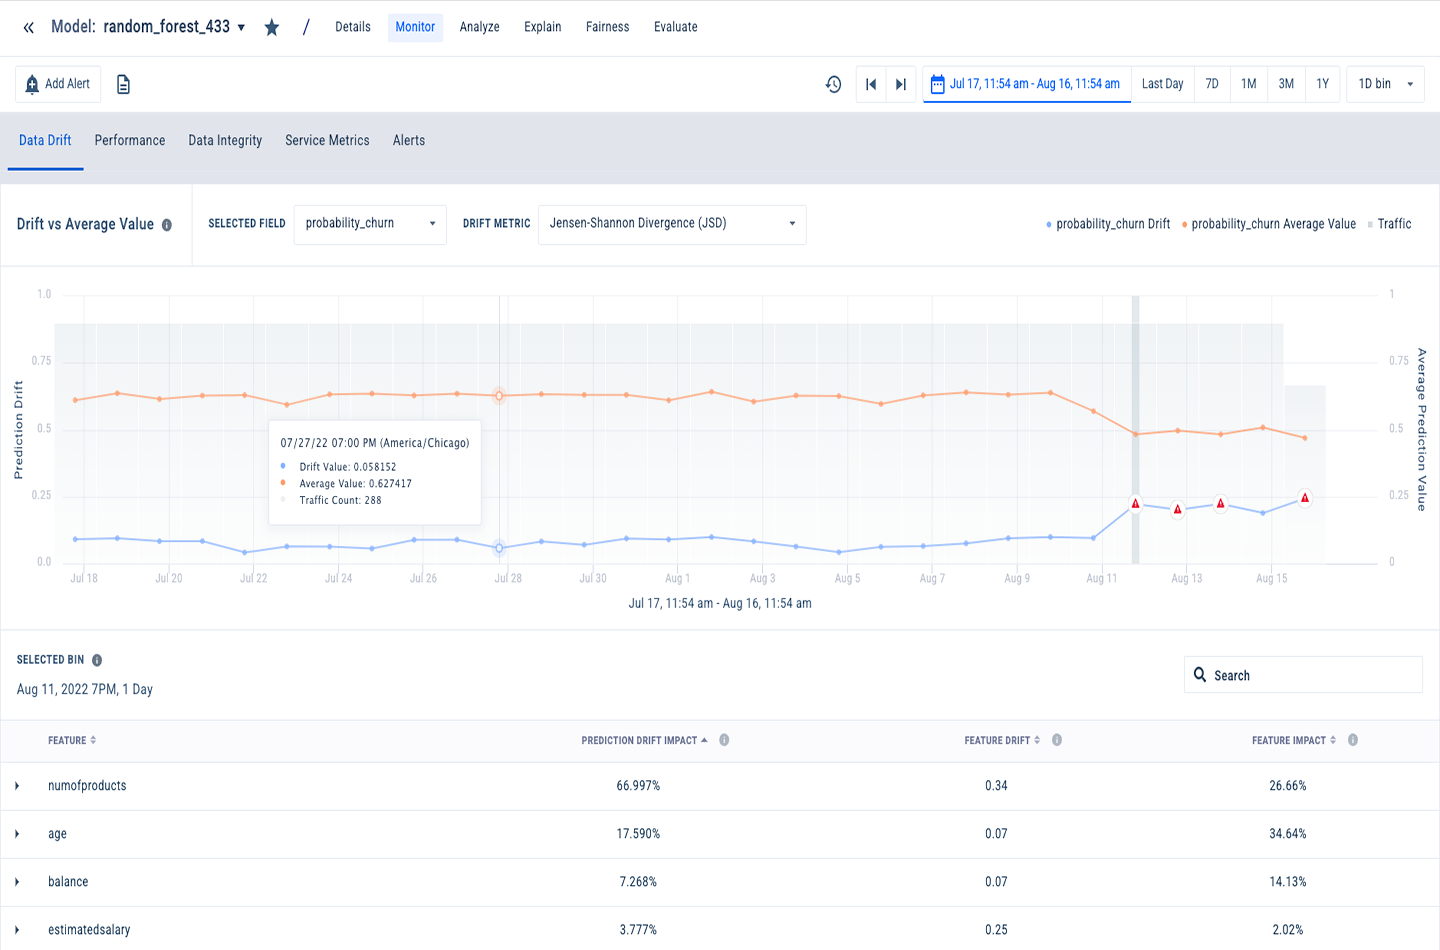 Model: random_forest_433 / Details Monitor Analyze Explain Fairness Evaluate
Add Alert Jul 17, 11:54 am - Aug 16, 11:54 am Last Day 7D 1M 3M 1Y 1D bin
Data Drift Performance Data Integrity Service Metrics Alerts
Drift vs Average Value SELECTED FIELD probability_churn DRIFT METRIC Jensen-Shannon Divergence (JSD) probability_churn Drift probability_churn Average Value Traffic
Prediction Drift
1.0
0.75
0.5
0.25
0.0
1
0.75
0.5
0.25
0
Average Prediction Value
07/27/22 07:00 PM (America/Chicago)
Drift Value: 0.058152
Average Value: 0.627417
Traffic Count: 288
Jul 18 Jul 20 Jul 22 Jul 24 Jul 26 Jul 28 Jul 30 Aug 1 Aug 3 Aug 5 Aug 7 Aug 9 Aug 11 Aug 13 Aug 15
Jul 17, 11:54 am - Aug 16, 11:54 am
SELECTED BIN
Aug 11, 2022 7PM, 1 Day
Search
FEATURE PREDICTION DRIFT IMPACT FEATURE DRIFT FEATURE IMPACT
numofproducts 66.997% 0.34 26.66%
age 17.590% 0.07 34.64%
balance 7.268% 0.07 14.13%
estimatedsalary 3.777% 0.25 2.02%